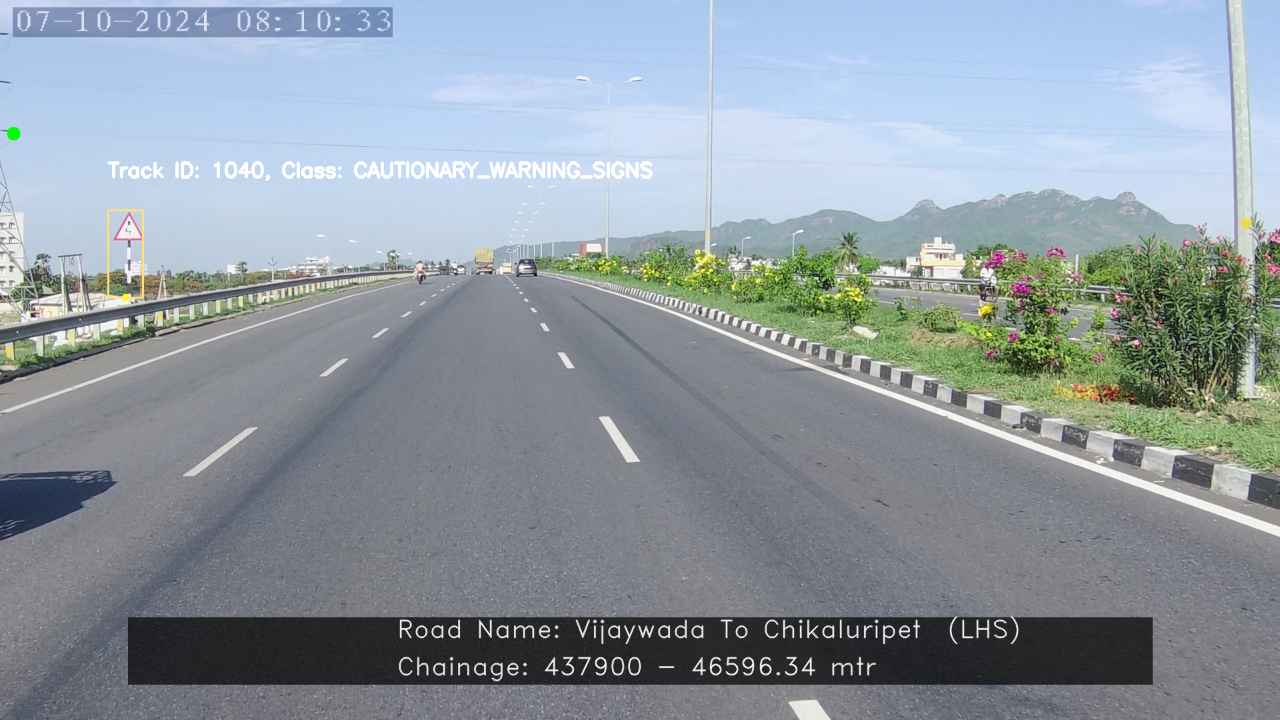 07-10-2024 08:10:33
Track ID: 1040, Class: CAUTIONARY_WARNING_SIGNS
Road Name: Vijaywada To Chikaluripet (LHS)
Chainage: 437900 - 46596.34 mtr